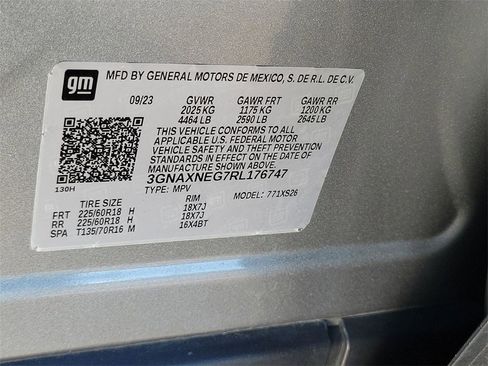 gm MFD BY GENERAL MOTORS DE MEXICO, S. DE R.L. DE C.V.
09/23 GVWR GAWR FRT GAWR RR
2025 KG 1175 KG 1200 KG
4464 LB 2590 LB 2645 LB
THIS VEHICLE CONFORMS TO ALL
APPLICABLE U.S. FEDERAL MOTOR
VEHICLE SAFETY AND THEFT PREVENTION
STANDARDS IN EFFECT ON THE DATE OF
MANUFACTURE SHOWN ABOVE.
3GNAXNEG7RL176747
130H TYPE: MPV MODEL: 771XS26
TIRE SIZE RIM
FRT 225/60R18 H 18X7J
RR 225/60R18 H 18X7J
SPA T135/70R16 M 16X4BT